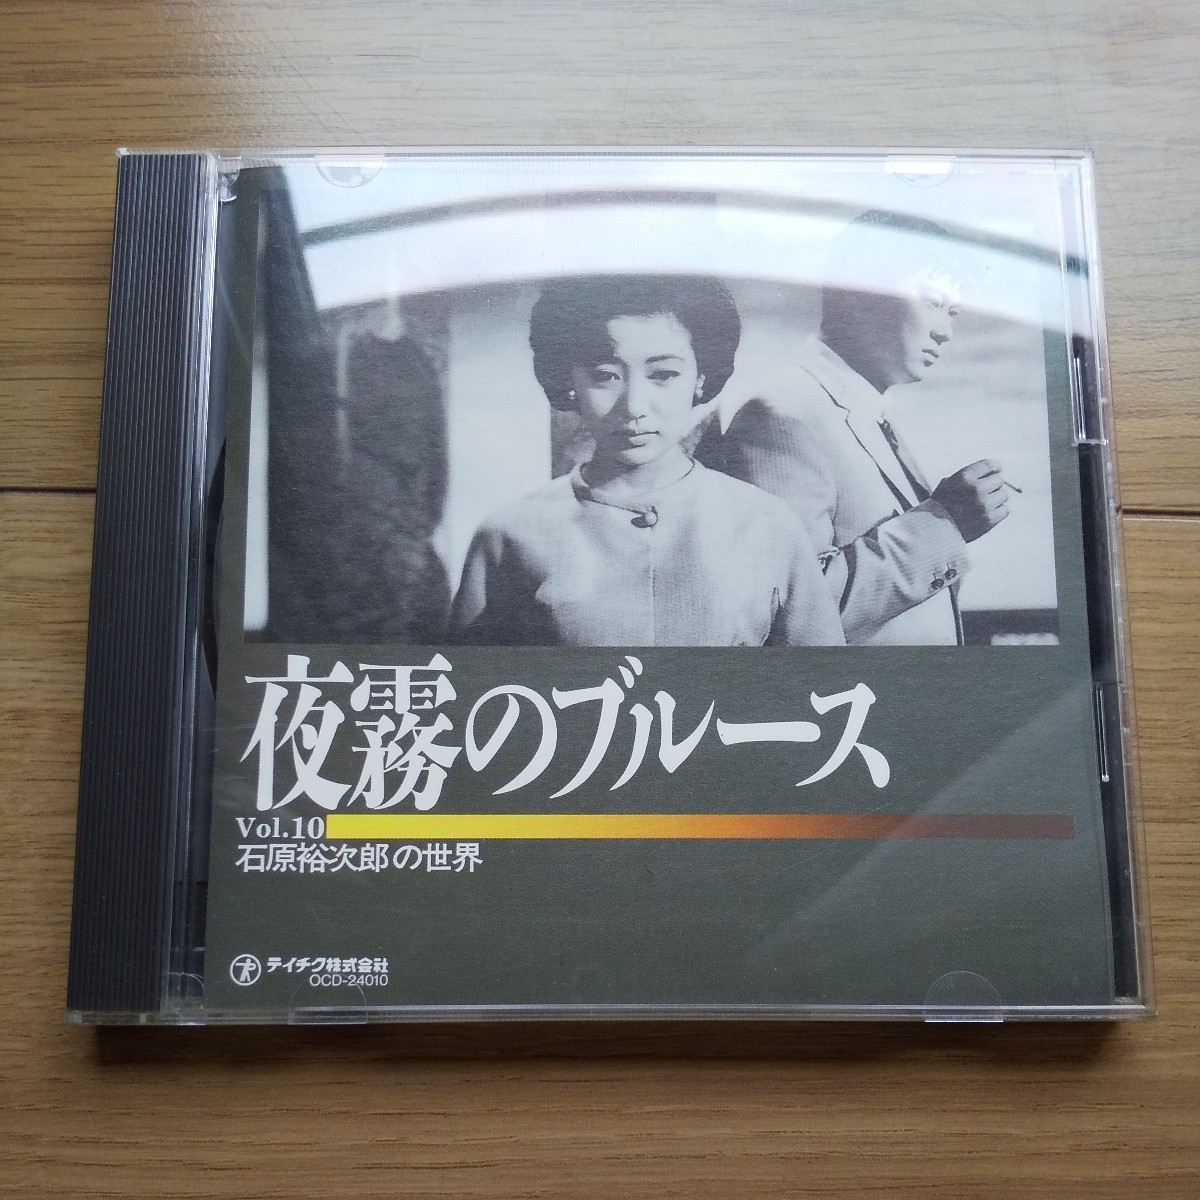 夜霧のブルース
Vol.10
石原裕次郎の世界
テイチク株式会社
OCD-24010